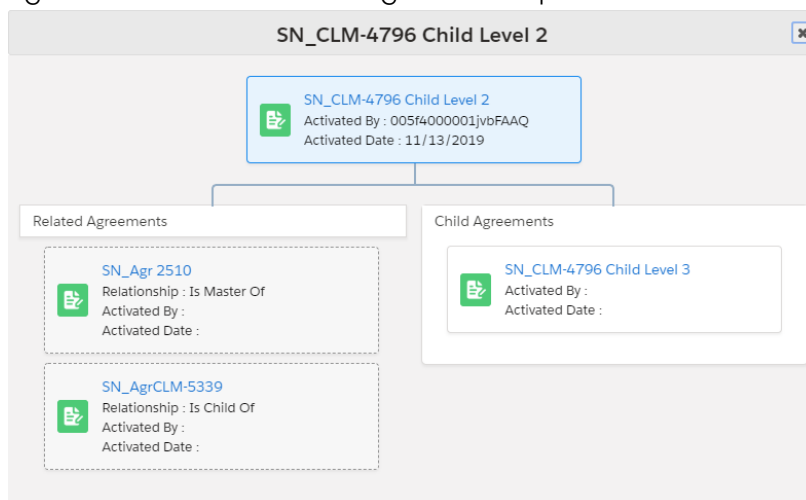 SN_CLM-4796 Child Level 2
SN_CLM-4796 Child Level 2
Activated By : 005f4000001jvbFAAQ
Activated Date : 11/13/2019
Related Agreements
SN_Agr 2510
Relationship : Is Master Of
Activated By :
Activated Date :
SN_AgrCLM-5339
Relationship : Is Child Of
Activated By :
Activated Date :
Child Agreements
SN_CLM-4796 Child Level 3
Activated By :
Activated Date :